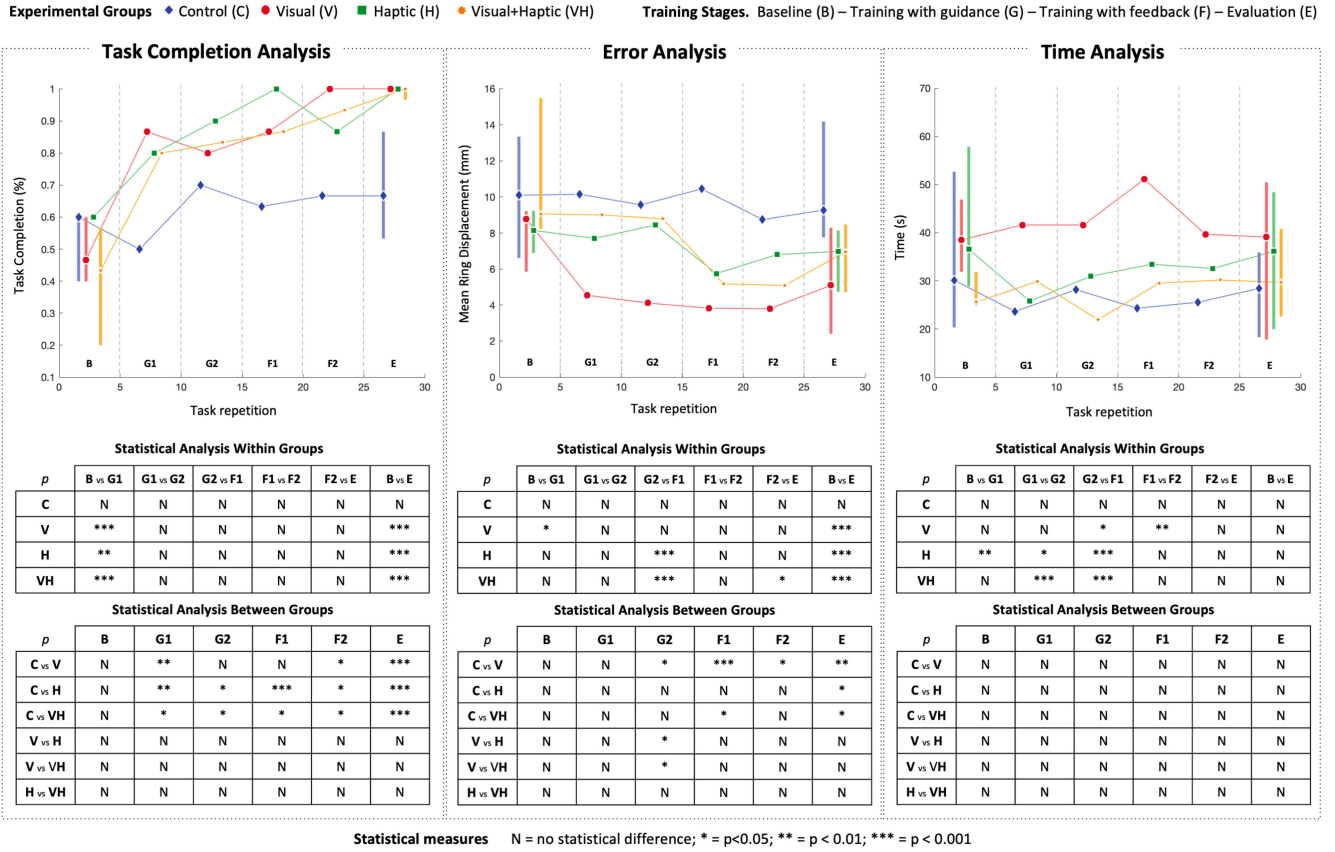 Experimental Groups Control (C) Visual (V) Haptic (H) Visual+Haptic (VH) Training Stages. Baseline (B) – Training with guidance (G) – Training with feedback (F) – Evaluation (E)
Task Completion Analysis
Task Completion (%)
1
0.9
0.8
0.7
0.6
0.5
0.4
0.3
0.2
0.1
B G1 G2 F1 F2 E
0 5 10 15 20 25 30
Task repetition
Statistical Analysis Within Groups
p B vs G1 G1 vs G2 G2 vs F1 F1 vs F2 F2 vs E B vs E
C N N N N N N
V *** N N N N ***
H ** N N N N ***
VH *** N N N N ***
Statistical Analysis Between Groups
p B G1 G2 F1 F2 E
C vs V N ** N N * ***
C vs H N ** * *** * ***
C vs VH N * * * * ***
V vs H N N N N N N
V vs VH N N N N N N
H vs VH N N N N N N
Error Analysis
Mean Ring Displacement (mm)
16
14
12
10
8
6
4
2
0
B G1 G2 F1 F2 E
0 5 10 15 20 25 30
Task repetition
Statistical Analysis Within Groups
p B vs G1 G1 vs G2 G2 vs F1 F1 vs F2 F2 vs E B vs E
C N N N N N N
V * N N N N ***
H N N *** N N ***
VH N N *** N * ***
Statistical Analysis Between Groups
p B G1 G2 F1 F2 E
C vs V N N * *** * **
C vs H N N N N N *
C vs VH N N N * N *
V vs H N N * N N N
V vs VH N N * N N N
H vs VH N N N N N N
Time Analysis
Time (s)
70
60
50
40
30
20
10
B G1 G2 F1 F2 E
0 5 10 15 20 25 30
Task repetition
Statistical Analysis Within Groups
p B vs G1 G1 vs G2 G2 vs F1 F1 vs F2 F2 vs E B vs E
C N N N N N N
V N N * ** N N
H ** * *** N N N
VH N *** *** N N N
Statistical Analysis Between Groups
p B G1 G2 F1 F2 E
C vs V N N N N N N
C vs H N N N N N N
C vs VH N N N N N N
V vs H N N N N N N
V vs VH N N N N N N
H vs VH N N N N N N
Statistical measures N = no statistical difference; * = p<0.05; ** = p < 0.01; *** = p < 0.001